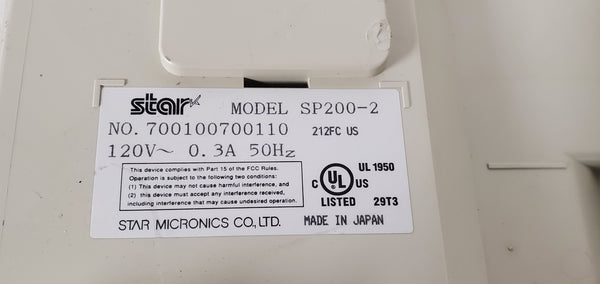 star MODEL SP200-2
NO. 700100700110 212FC US
120V~ 0.3A 50Hz
This device complies with Part 15 of the FCC Rules.
Operation is subject to the following two conditions:
(1) This device may not cause harmful interference, and
(2) this device must accept any interference received,
including interference that may cause undesired operation.
UL 1950
C UL US
LISTED 29T3
STAR MICRONICS CO., LTD. MADE IN JAPAN